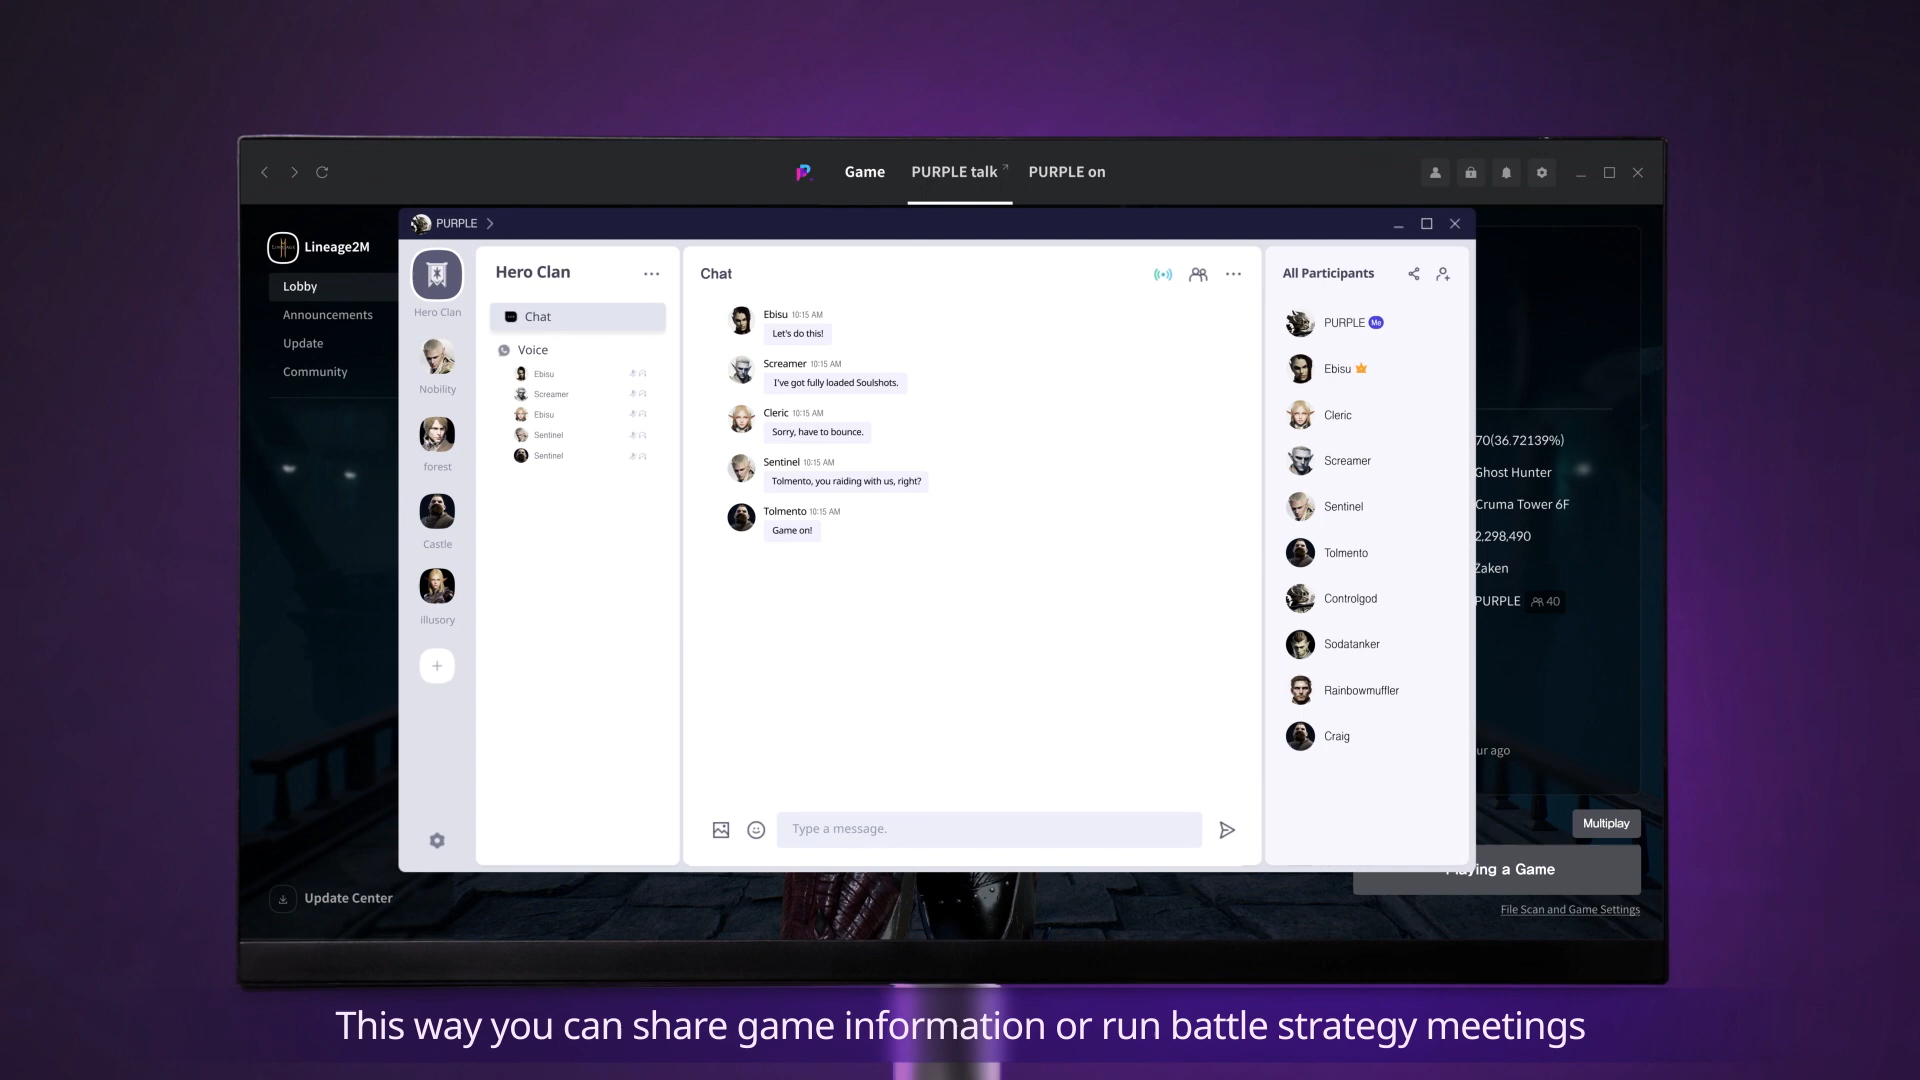 Game
PURPLE talk
PURPLE on
PURPLE
Lineage2M
Lobby
Announcements
Update
Community
Update Center
Hero Clan
Nobility
forest
Castle
illusory
Hero Clan
Chat
Voice
Ebisu
Screamer
Ebisu
Sentinel
Sentinel
Chat
Ebisu 10:15 AM
Let's do this!
Screamer 10:15 AM
I've got fully loaded Soulshots.
Cleric 10:15 AM
Sorry, have to bounce.
Sentinel 10:15 AM
Tolmento, you raiding with us, right?
Tolmento 10:15 AM
Game on!
Type a message.
All Participants
PURPLE Me
Ebisu
Cleric
Screamer
Sentinel
Tolmento
Controlgod
Sodatanker
Rainbowmuffler
Craig
70(36.72139%)
Ghost Hunter
Cruma Tower 6F
2,298,490
Zaken
PURPLE 40
ur ago
Multiplay
Playing a Game
File Scan and Game Settings
This way you can share game information or run battle strategy meetings